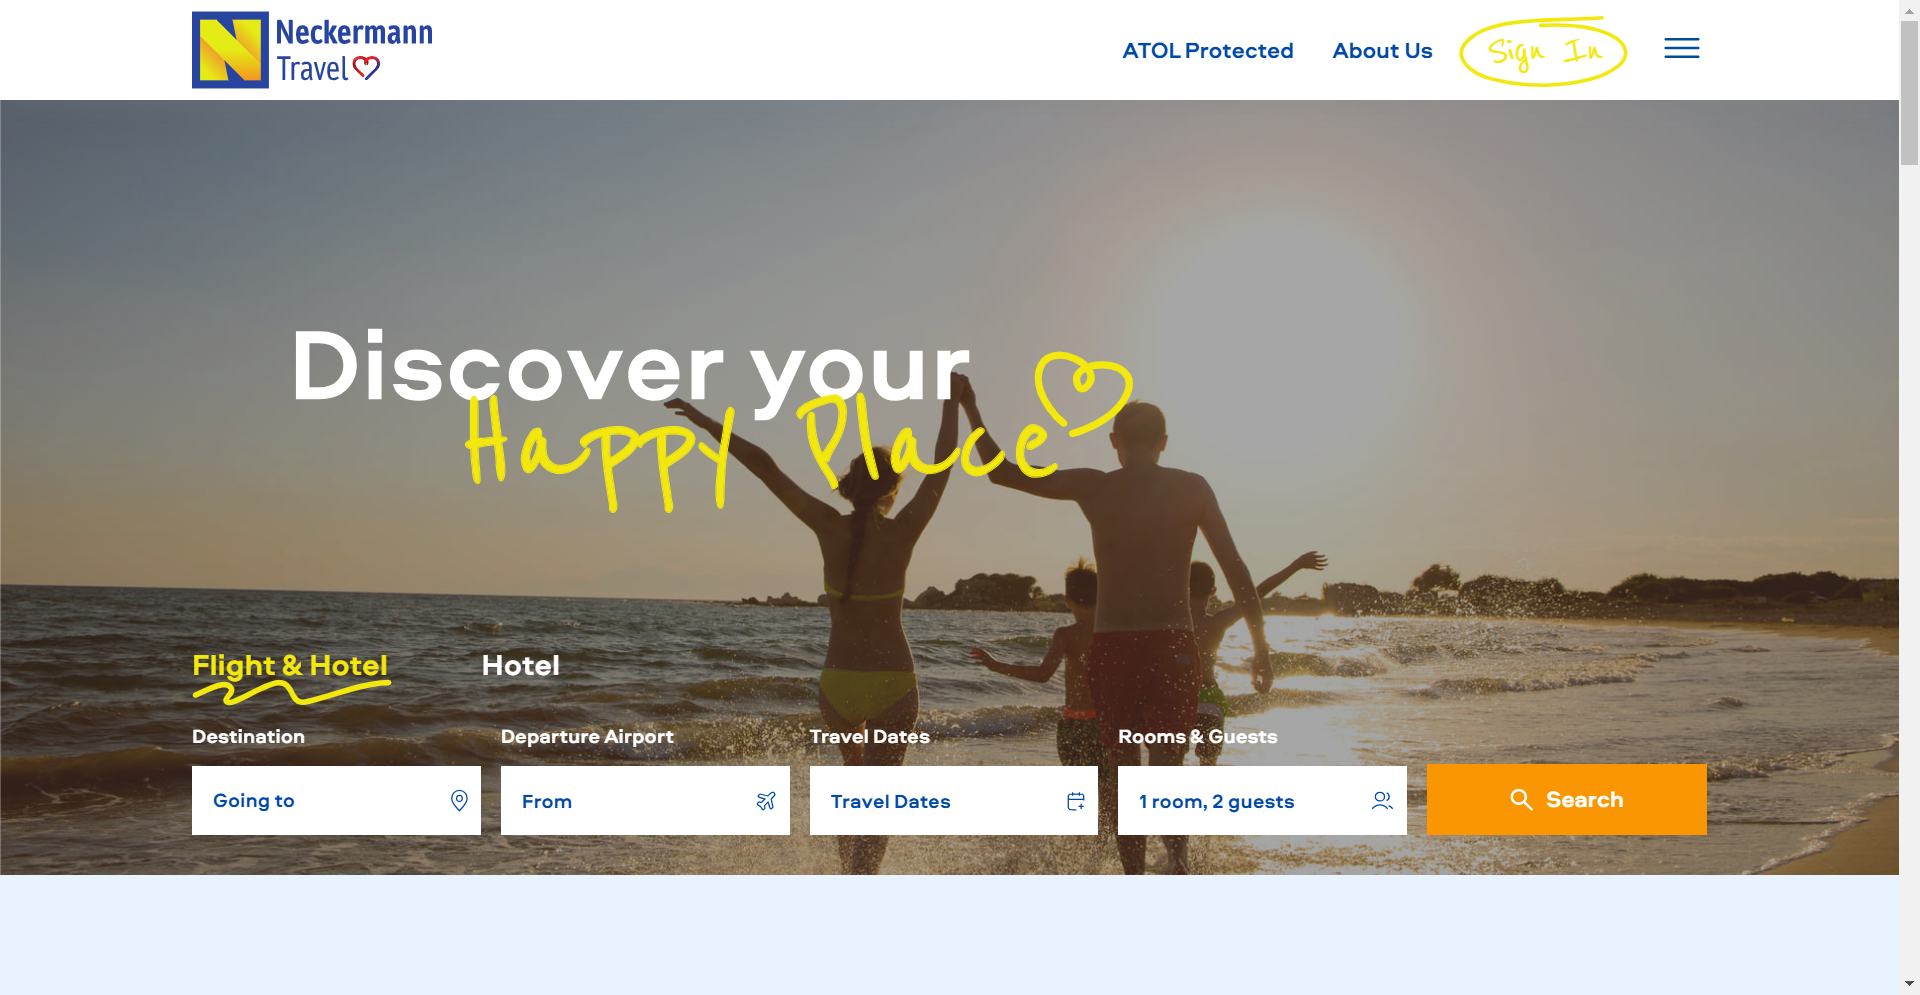 Neckermann
Travel
ATOL Protected
About Us
Sign In
Discover your
Happy Place
Flight & Hotel
Hotel
Destination
Departure Airport
Travel Dates
Rooms & Guests
Going to
From
Travel Dates
1 room, 2 guests
Search